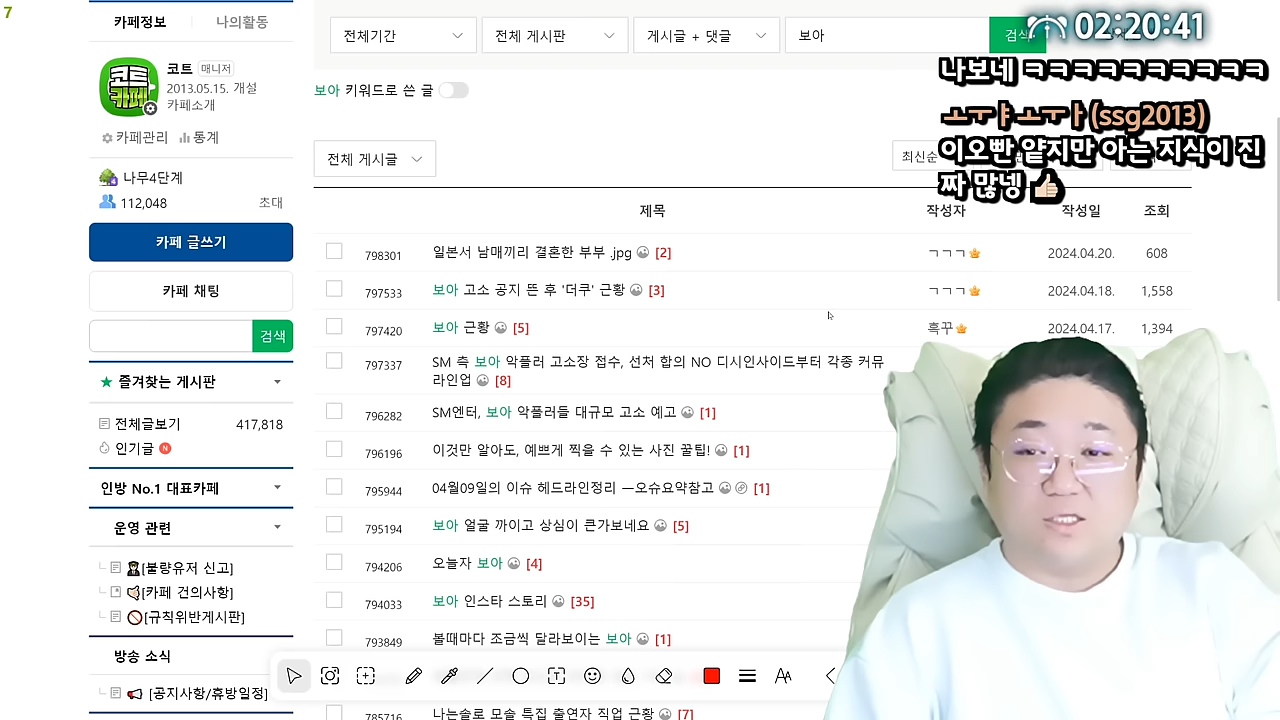 7
카페정보
나의활동
코트
카페
코트 매니저
2013.05.15. 개설
카페소개
카페관리
통계
나무4단계
112,048
초대
카페 글쓰기
카페 채팅
검색
★ 즐겨찾는 게시판
전체글보기
417,818
인기글 N
인방 No.1 대표카페
운영 관련
[불량유저 신고]
[카페 건의사항]
[규칙위반게시판]
방송 소식
[공지사항/휴방일정]
전체기간
전체 게시판
게시글 + 댓글
보아
검색
02:20:41
나보네 ㅋㅋㅋㅋㅋㅋㅋㅋㅋㅋ
ㅗㅜㅑㅗㅜㅑ (ssg2013)
이오빤 얕지만 아는 지식이 진
짜 많넹 👍🏻
보아 키워드로 쓴 글
전체 게시글
최신순
제목
작성자
작성일
조회
798301 일본서 남매끼리 결혼한 부부 .jpg [2] ㄱㄱㄱ 2024.04.20. 608
797533 보아 고소 공지 뜬 후 '더쿠' 근황 [3] ㄱㄱㄱ 2024.04.18. 1,558
797420 보아 근황 [5] 흑꾸 2024.04.17. 1,394
797337 SM 측 보아 악플러 고소장 접수, 선처 합의 NO 디시인사이드부터 각종 커뮤
라인업 [8]
796282 SM엔터, 보아 악플러들 대규모 고소 예고 [1]
796196 이것만 알아도, 예쁘게 찍을 수 있는 사진 꿀팁! [1]
795944 04월09일의 이슈 헤드라인정리 ㅡ오슈요약참고 [1]
795194 보아 얼굴 까이고 상심이 큰가보네요 [5]
794206 오늘자 보아 [4]
794033 보아 인스타 스토리 [35]
793849 볼때마다 조금씩 달라보이는 보아 [1]
785716 나는솔로 모솔 특집 출연자 직업 근황 [7]